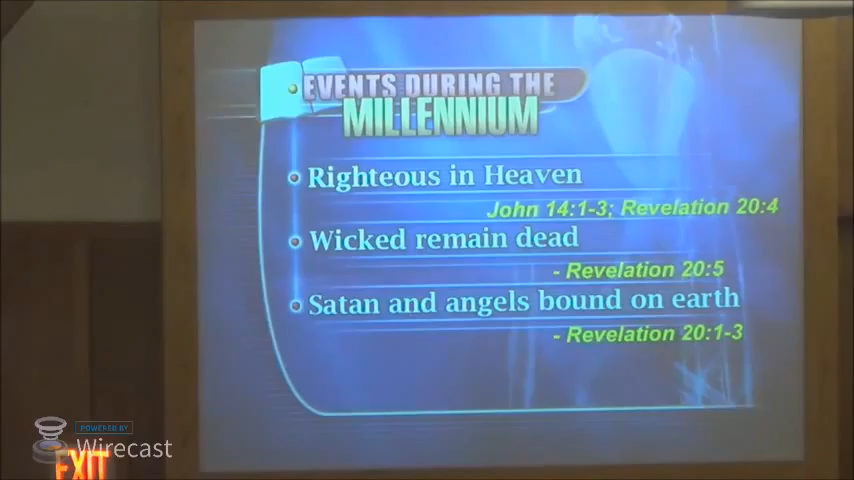 EVENTS DURING THE
MILLENNIUM
Righteous in Heaven
John 14:1-3; Revelation 20:4
Wicked remain dead
- Revelation 20:5
Satan and angels bound on earth
- Revelation 20:1-3
POWERED BY
Wirecast
EXIT